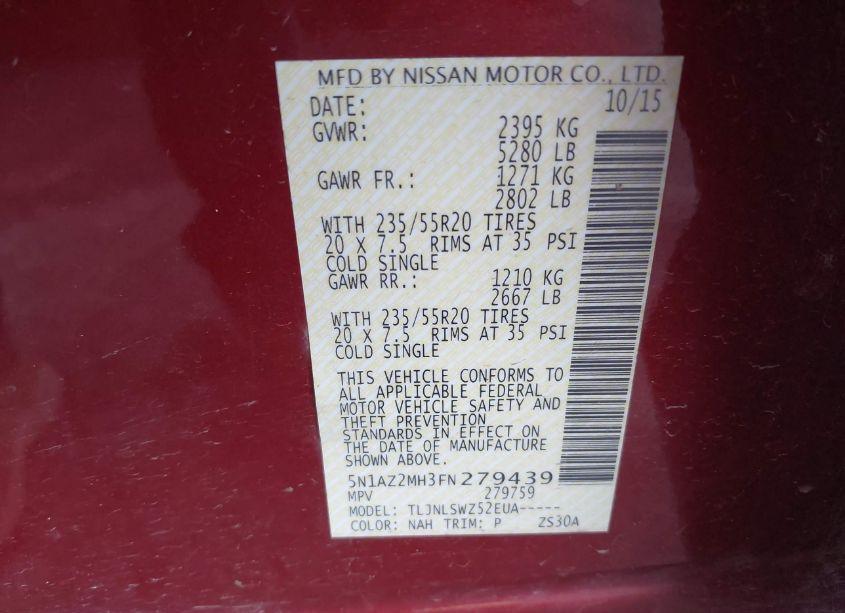 MFD BY NISSAN MOTOR CO., LTD.
DATE: 10/15
GVWR: 2395 KG
5280 LB
GAWR FR.: 1271 KG
2802 LB
WITH 235/55R20 TIRES
20 X 7.5 RIMS AT 35 PSI
COLD SINGLE
GAWR RR.: 1210 KG
2667 LB
WITH 235/55R20 TIRES
20 X 7.5 RIMS AT 35 PSI
COLD SINGLE
THIS VEHICLE CONFORMS TO
ALL APPLICABLE FEDERAL
MOTOR VEHICLE SAFETY AND
THEFT PREVENTION
STANDARDS IN EFFECT ON
THE DATE OF MANUFACTURE
SHOWN ABOVE.
5N1AZ2MH3FN279439
MPV 279759
MODEL: TLJNLSWZ52EUA-----
COLOR: NAH TRIM: P ZS30A